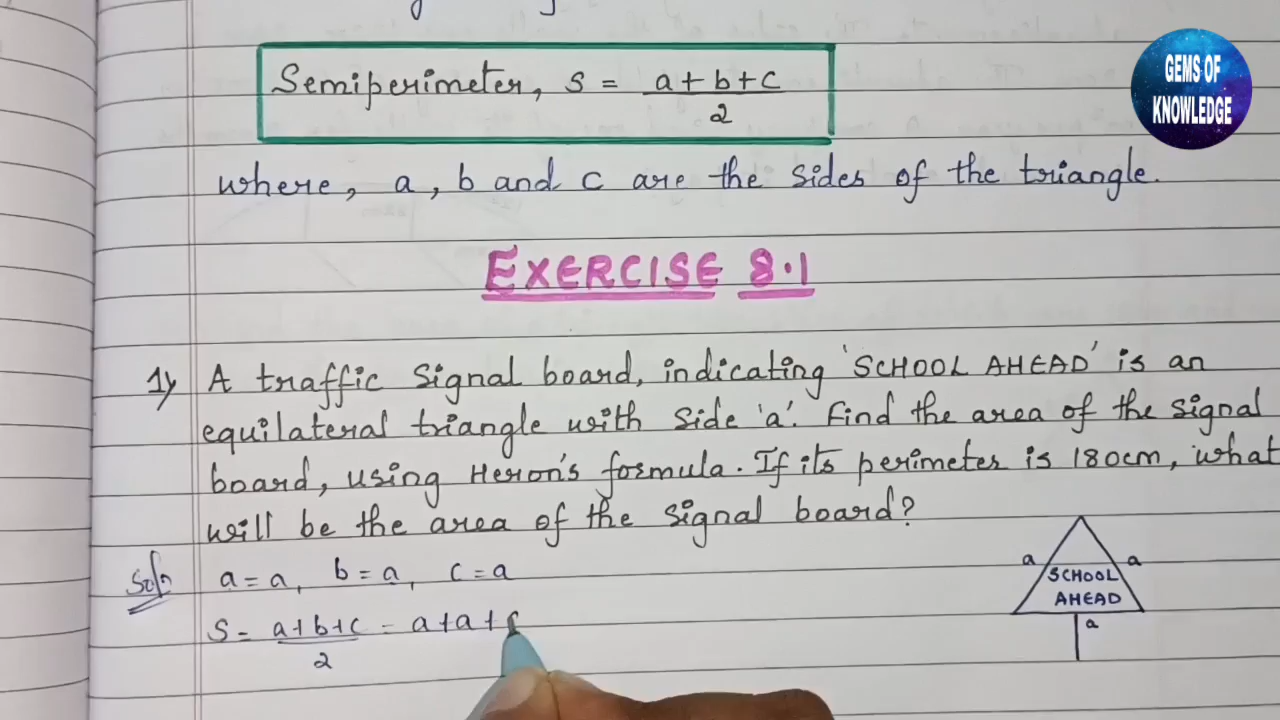 Semiperimeter, s = a+b+c / 2
where, a, b and c are the sides of the triangle.
EXERCISE 8.1
1) A traffic signal board, indicating 'SCHOOL AHEAD' is an
equilateral triangle with side 'a'. Find the area of the signal
board, using Heron's formula. If its perimeter is 180cm, what
will be the area of the signal board?
Soln
a = a, b = a, c = a
S = a+b+c / 2 = a+a+
a a
SCHOOL
AHEAD
a
GEMS OF
KNOWLEDGE